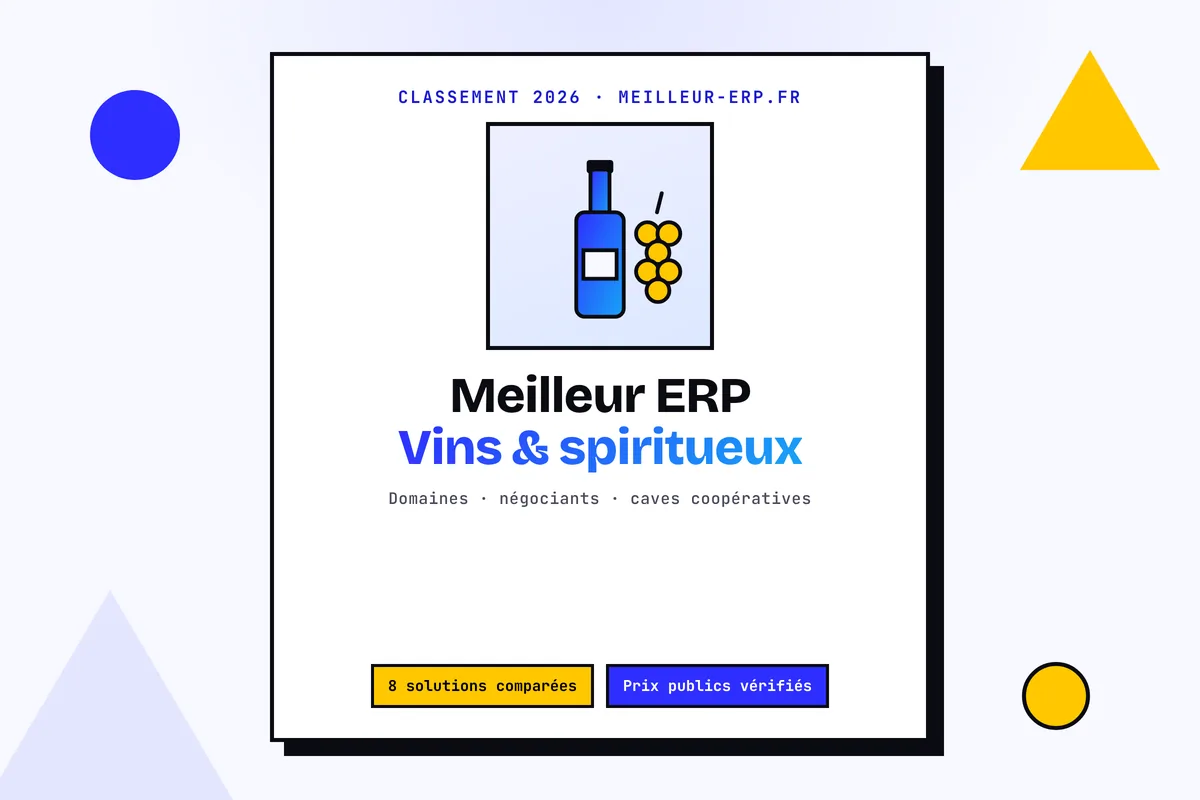 CLASSEMENT 2026 · MEILLEUR-ERP.FR
Meilleur ERP
Vins & spiritueux
Domaines · négociants · caves coopératives
8 solutions comparées
Prix publics vérifiés